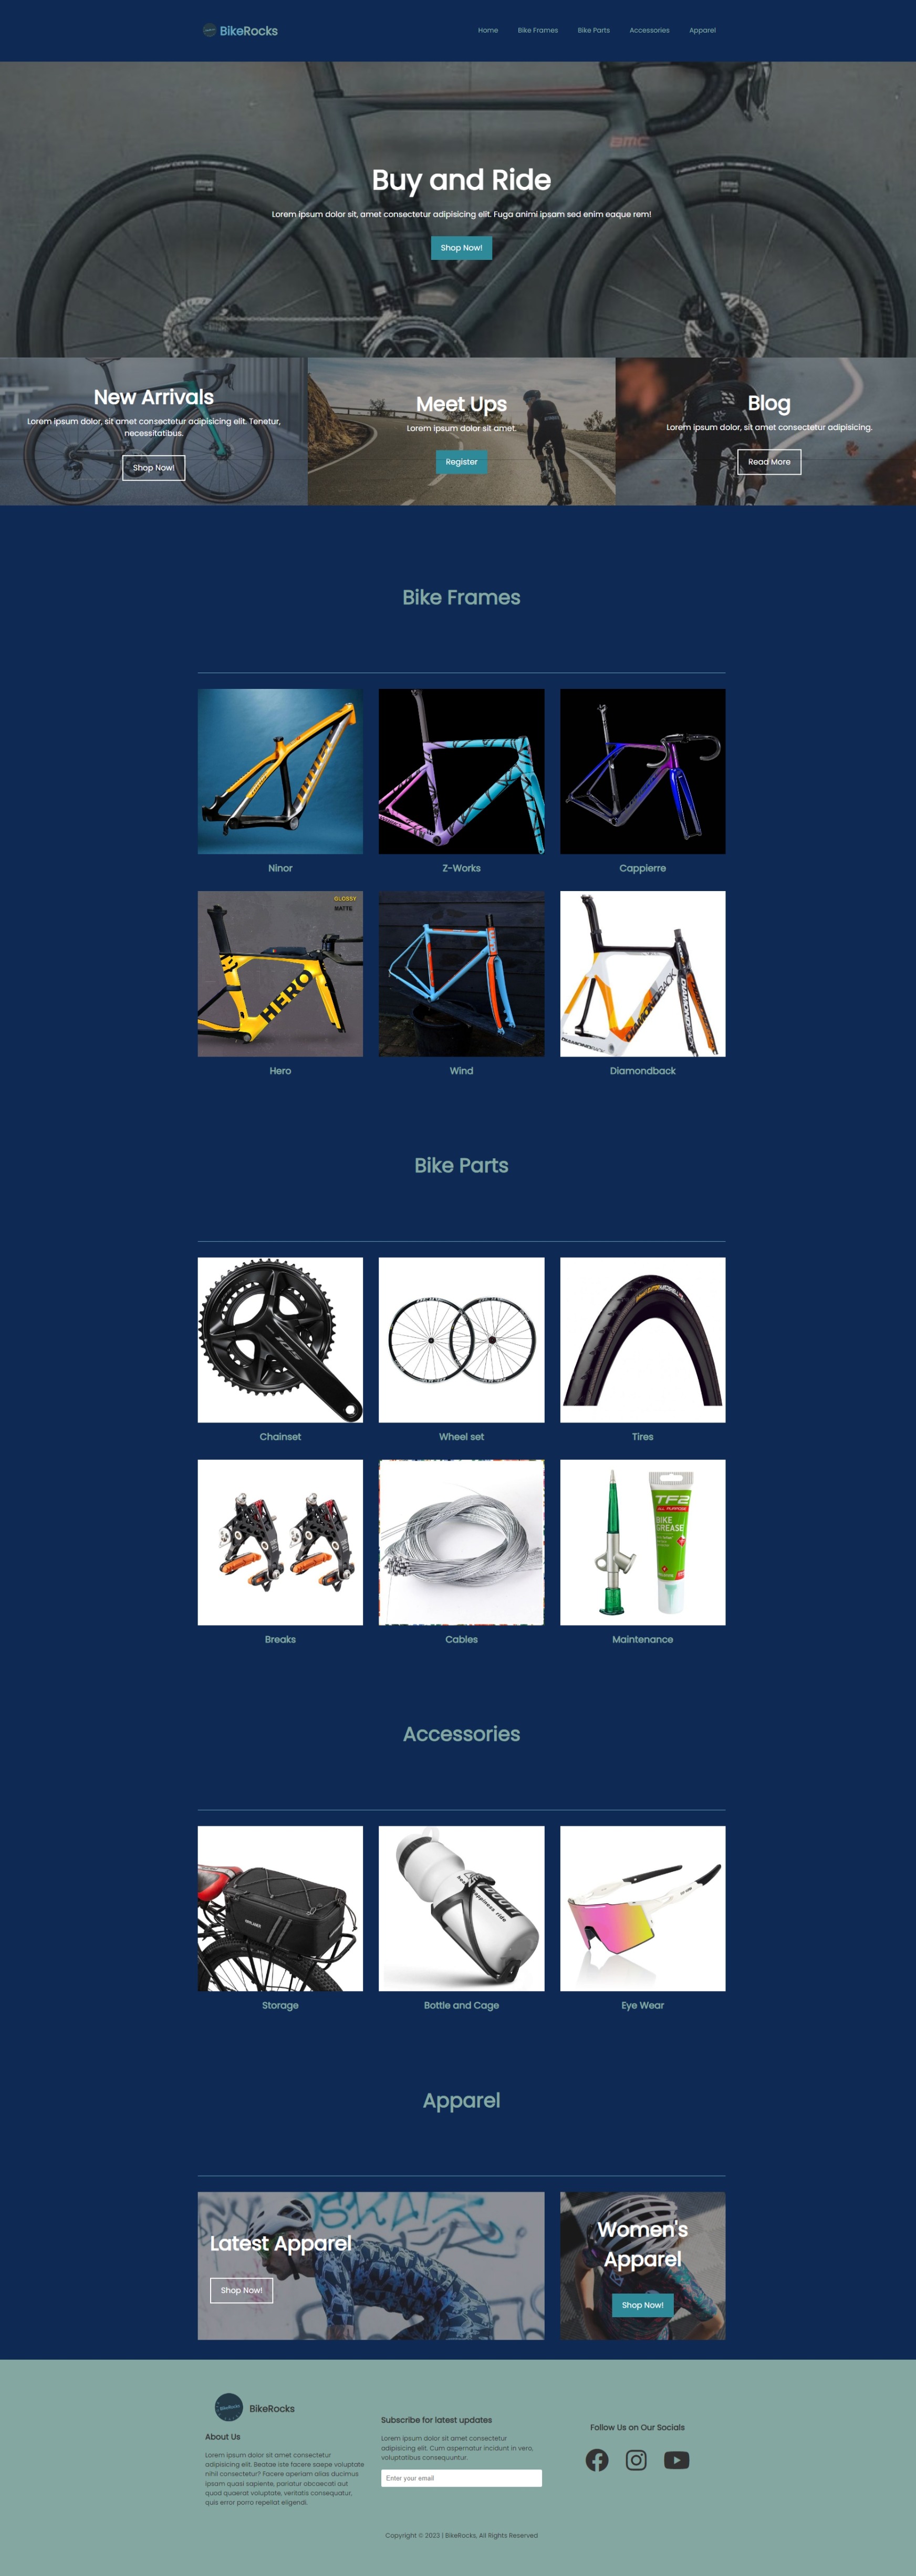 BikeRocks
Home
Bike Frames
Bike Parts
Accessories
Apparel
BMC
Buy and Ride
Lorem ipsum dolor sit, amet consectetur adipisicing elit. Fuga animi ipsam sed enim eaque rem!
Shop Now!
New Arrivals
Lorem ipsum dolor, sit amet consectetur adipisicing elit. Tenetur,
necessitatibus.
Shop Now!
Meet Ups
Lorem ipsum dolor sit amet.
Register
Blog
Lorem ipsum dolor, sit amet consectetur adipisicing.
Read More
Bike Frames
Ninor
Z-Works
Cappierre
GLOSSY
MATTE
HERO
DIAMONDBACK
Hero
Wind
Diamondback
Bike Parts
105
Chainset
Wheel set
Tires
TF2
ALL PURPOSE
BIKE
GREASE
Breaks
Cables
Maintenance
Accessories
happiness ride
Storage
Bottle and Cage
Eye Wear
Apparel
Latest Apparel
Shop Now!
Women's
Apparel
Shop Now!
BikeRocks
BikeRocks
About Us
Lorem ipsum dolor sit amet consectetur
adipisicing elit. Beatae iste facere saepe voluptate
nihil consectetur? Facere aperiam alias ducimus
ipsam quasi sapiente, pariatur obcaecati aut
quod quaerat voluptate, veritatis consequatur,
quis error porro repellat eligendi.
Subscribe for latest updates
Lorem ipsum dolor sit amet consectetur
adipisicing elit. Cum aspernatur incidunt in vero,
voluptatibus consequuntur.
Enter your email
Follow Us on Our Socials
Copyright © 2023 | BikeRocks, All Rights Reserved